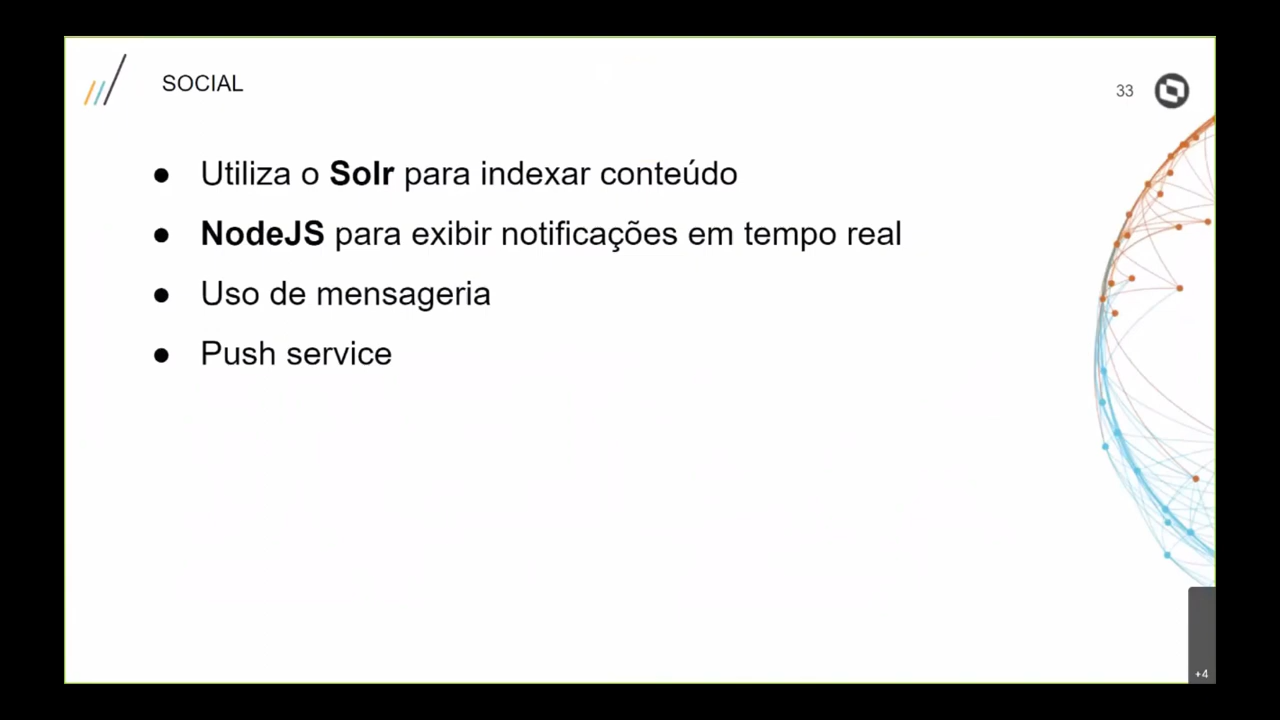 SOCIAL
33
● Utiliza o Solr para indexar conteúdo
● NodeJS para exibir notificações em tempo real
● Uso de mensageria
● Push service
+4